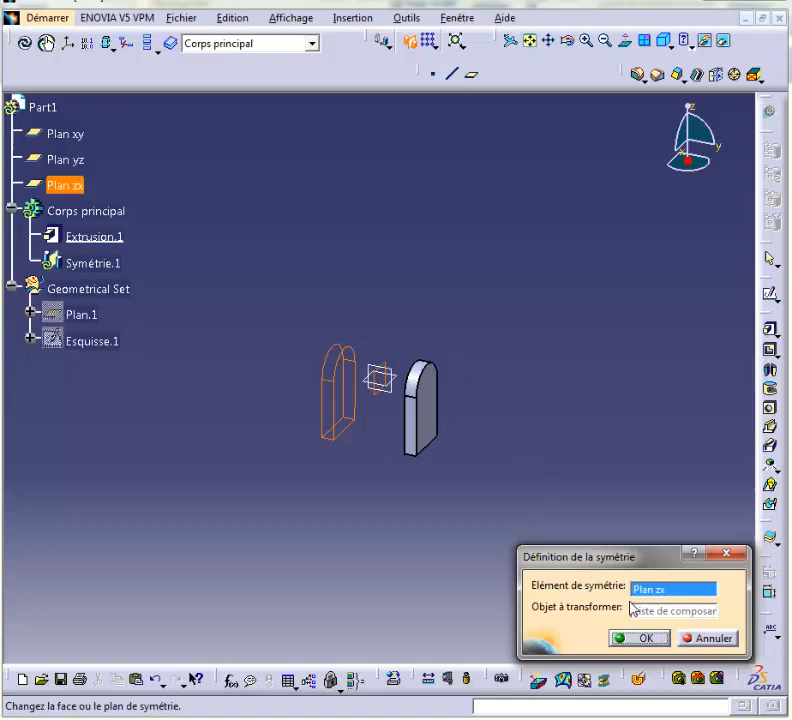 Démarrer ENOVIA V5 VPM Fichier Edition Affichage Insertion Outils Fenêtre Aide
Corps principal
Part1
Plan xy
Plan yz
Plan zx
Corps principal
Extrusion.1
Symétrie.1
Geometrical Set
Plan.1
Esquisse.1
z
y
x
Définition de la symétrie
Elément de symétrie: Plan zx
Objet à transformer: iste de composar
OK Annuler
CATIA
Changez la face ou le plan de symétrie.